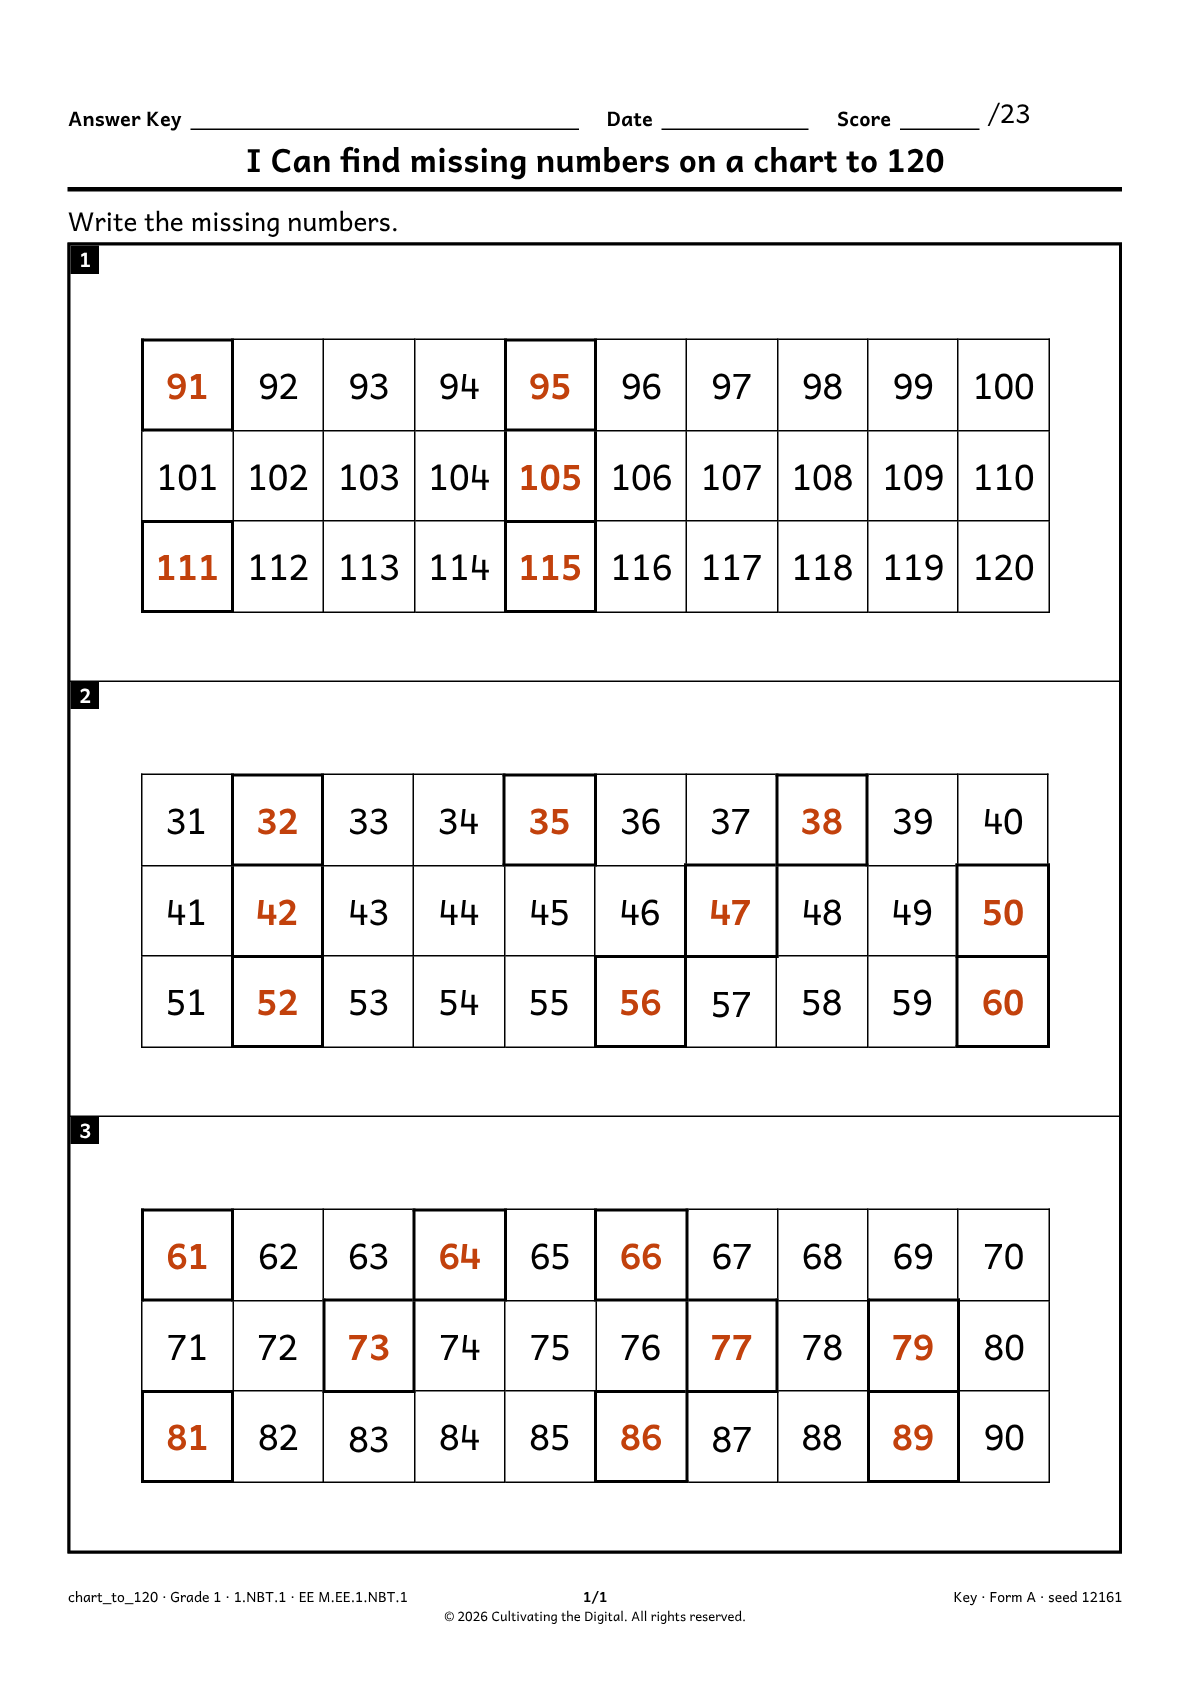 Answer Key Date Score /23
I Can find missing numbers on a chart to 120
Write the missing numbers.
1
91 92 93 94 95 96 97 98 99 100
101 102 103 104 105 106 107 108 109 110
111 112 113 114 115 116 117 118 119 120
2
31 32 33 34 35 36 37 38 39 40
41 42 43 44 45 46 47 48 49 50
51 52 53 54 55 56 57 58 59 60
3
61 62 63 64 65 66 67 68 69 70
71 72 73 74 75 76 77 78 79 80
81 82 83 84 85 86 87 88 89 90
chart_to_120 · Grade 1 · 1.NBT.1 · EE M.EE.1.NBT.1 1/1 Key · Form A · seed 12161
© 2026 Cultivating the Digital. All rights reserved.